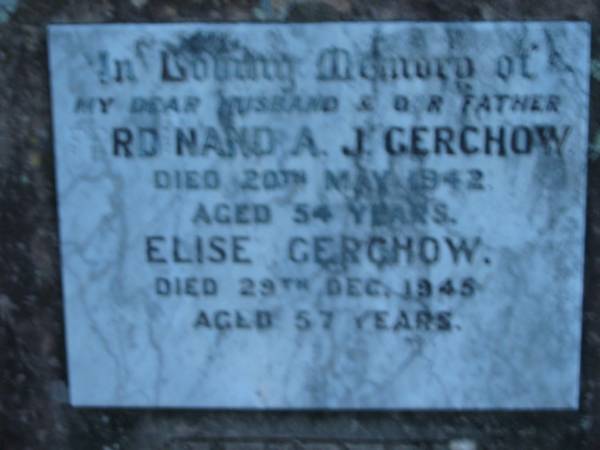 In Loving Memory of
MY DEAR HUSBAND & OUR FATHER
RDINAND A. J. GERCHOW
DIED 20TH MAY 1942
AGED 54 YEARS.
ELISE GERCHOW.
DIED 29TH DEC. 1945
AGED 57 YEARS.